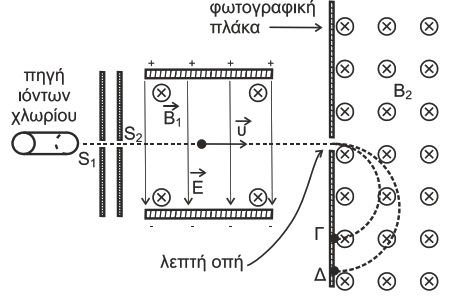 φωτογραφική
πλάκα
πηγή
ιόντων
χλωρίου
S₁
S₂
+ + + +
B₁
υ
E
- - - -
B₂
Γ
Δ
λεπτή οπή